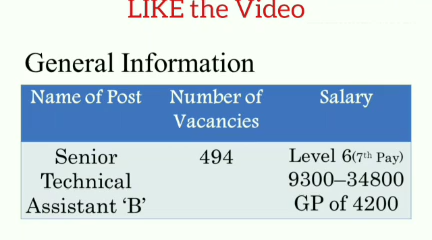 LIKE the Video
General Information
Name of Post Number of Vacancies Salary
Senior Technical Assistant ‘B’ 494 Level 6(7th Pay) 9300–34800 GP of 4200